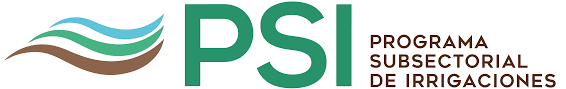 PSI
PROGRAMA
SUBSECTORIAL
DE IRRIGACIONES